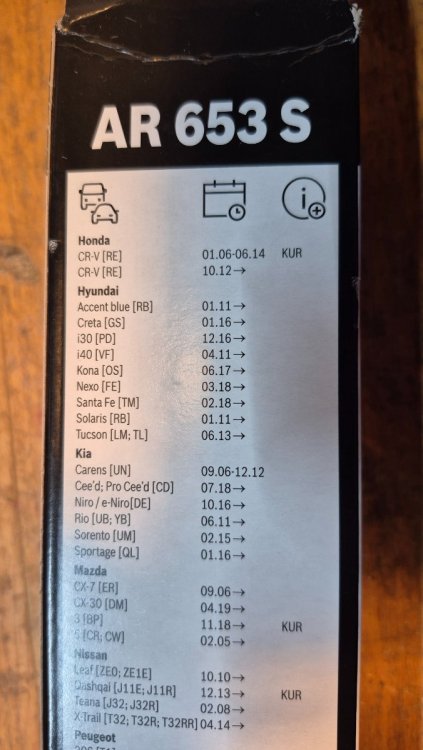 AR 653 S
Honda
CR-V [RE] 01.06-06.14 KUR
CR-V [RE] 10.12→
Hyundai
Accent blue [RB] 01.11→
Creta [GS] 01.16→
i30 [PD] 12.16→
i40 [VF] 04.11→
Kona [OS] 06.17→
Nexo [FE] 03.18→
Santa Fe [TM] 02.18→
Solaris [RB] 01.11→
Tucson [LM; TL] 06.13→
Kia
Carens [UN] 09.06-12.12
Cee'd; Pro Cee'd [CD] 07.18→
Niro / e-Niro[DE] 10.16→
Rio [UB; YB] 06.11→
Sorento [UM] 02.15→
Sportage [QL] 01.16→
Mazda
CX-7 [ER] 09.06→
CX-30 [DM] 04.19→
3 [BP] 11.18→ KUR
[CR; CW] 02.05→
Nissan
Leaf [ZE0; ZE1E] 10.10→
Qashqai [J11E; J11R] 12.13→ KUR
Teana [J32; J32R] 02.08→
X-Trail [T32; T32R; T32RR] 04.14→
Peugeot